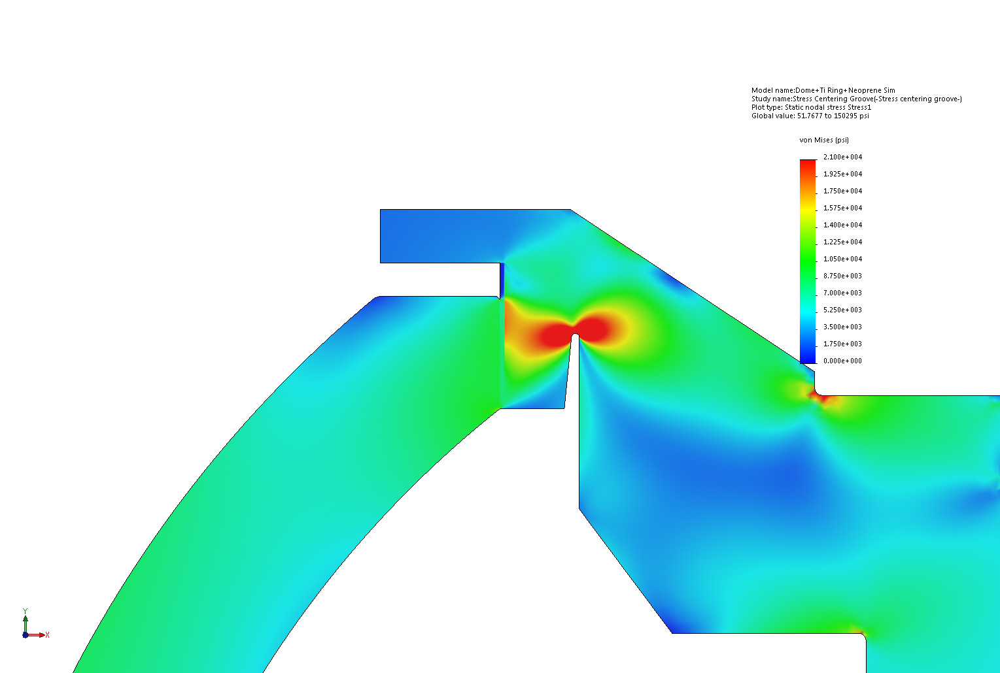 Model name:Dome+Ti Ring+Neoprene Sim
Study name:Stress Centering Groove(-Stress centering groove-)
Plot type: Static nodal stress Stress1
Global value: 51.7677 to 150295 psi
von Mises (psi)
2.100e+004
1.925e+004
1.750e+004
1.575e+004
1.400e+004
1.225e+004
1.050e+004
8.750e+003
7.000e+003
5.250e+003
3.500e+003
1.750e+003
0.000e+000
Y
X